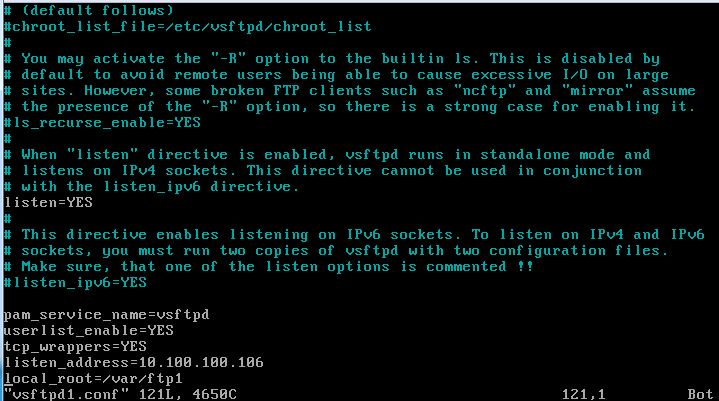 # (default follows)
#chroot_list_file=/etc/vsftpd/chroot_list
#
# You may activate the "-R" option to the builtin ls. This is disabled by
# default to avoid remote users being able to cause excessive I/O on large
# sites. However, some broken FTP clients such as "ncftp" and "mirror" assume
# the presence of the "-R" option, so there is a strong case for enabling it.
#ls_recurse_enable=YES
#
# When "listen" directive is enabled, vsftpd runs in standalone mode and
# listens on IPv4 sockets. This directive cannot be used in conjunction
# with the listen_ipv6 directive.
listen=YES
#
# This directive enables listening on IPv6 sockets. To listen on IPv4 and IPv6
# sockets, you must run two copies of vsftpd with two configuration files.
# Make sure, that one of the listen options is commented !!
#listen_ipv6=YES
pam_service_name=vsftpd
userlist_enable=YES
tcp_wrappers=YES
listen_address=10.100.100.106
local_root=/var/ftp1
"vsftpd1.conf" 121L, 4650C 121,1 Bot